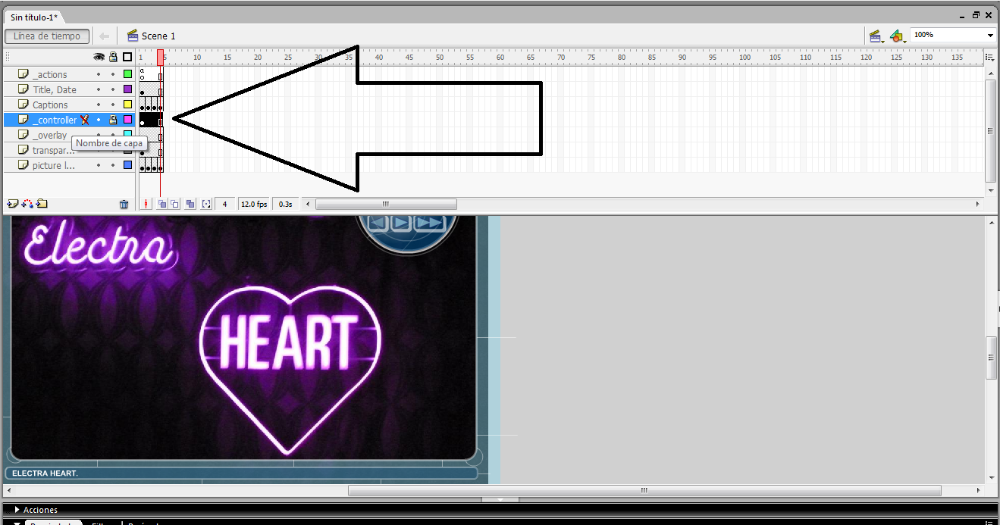 Sin título-1*
Línea de tiempo Scene 1 100%
1 5 10 15 20 25 30 35 40 45 50 55 60 65 70 75 80 85 90 95 100 105 110 115 120 125 130 135
_actions
Title, Date
Captions
_controller
_overlay
Nombre de capa
transpar...
picture l...
4 12.0 fps 0.3s
Electra
HEART
ELECTRA HEART.
Acciones